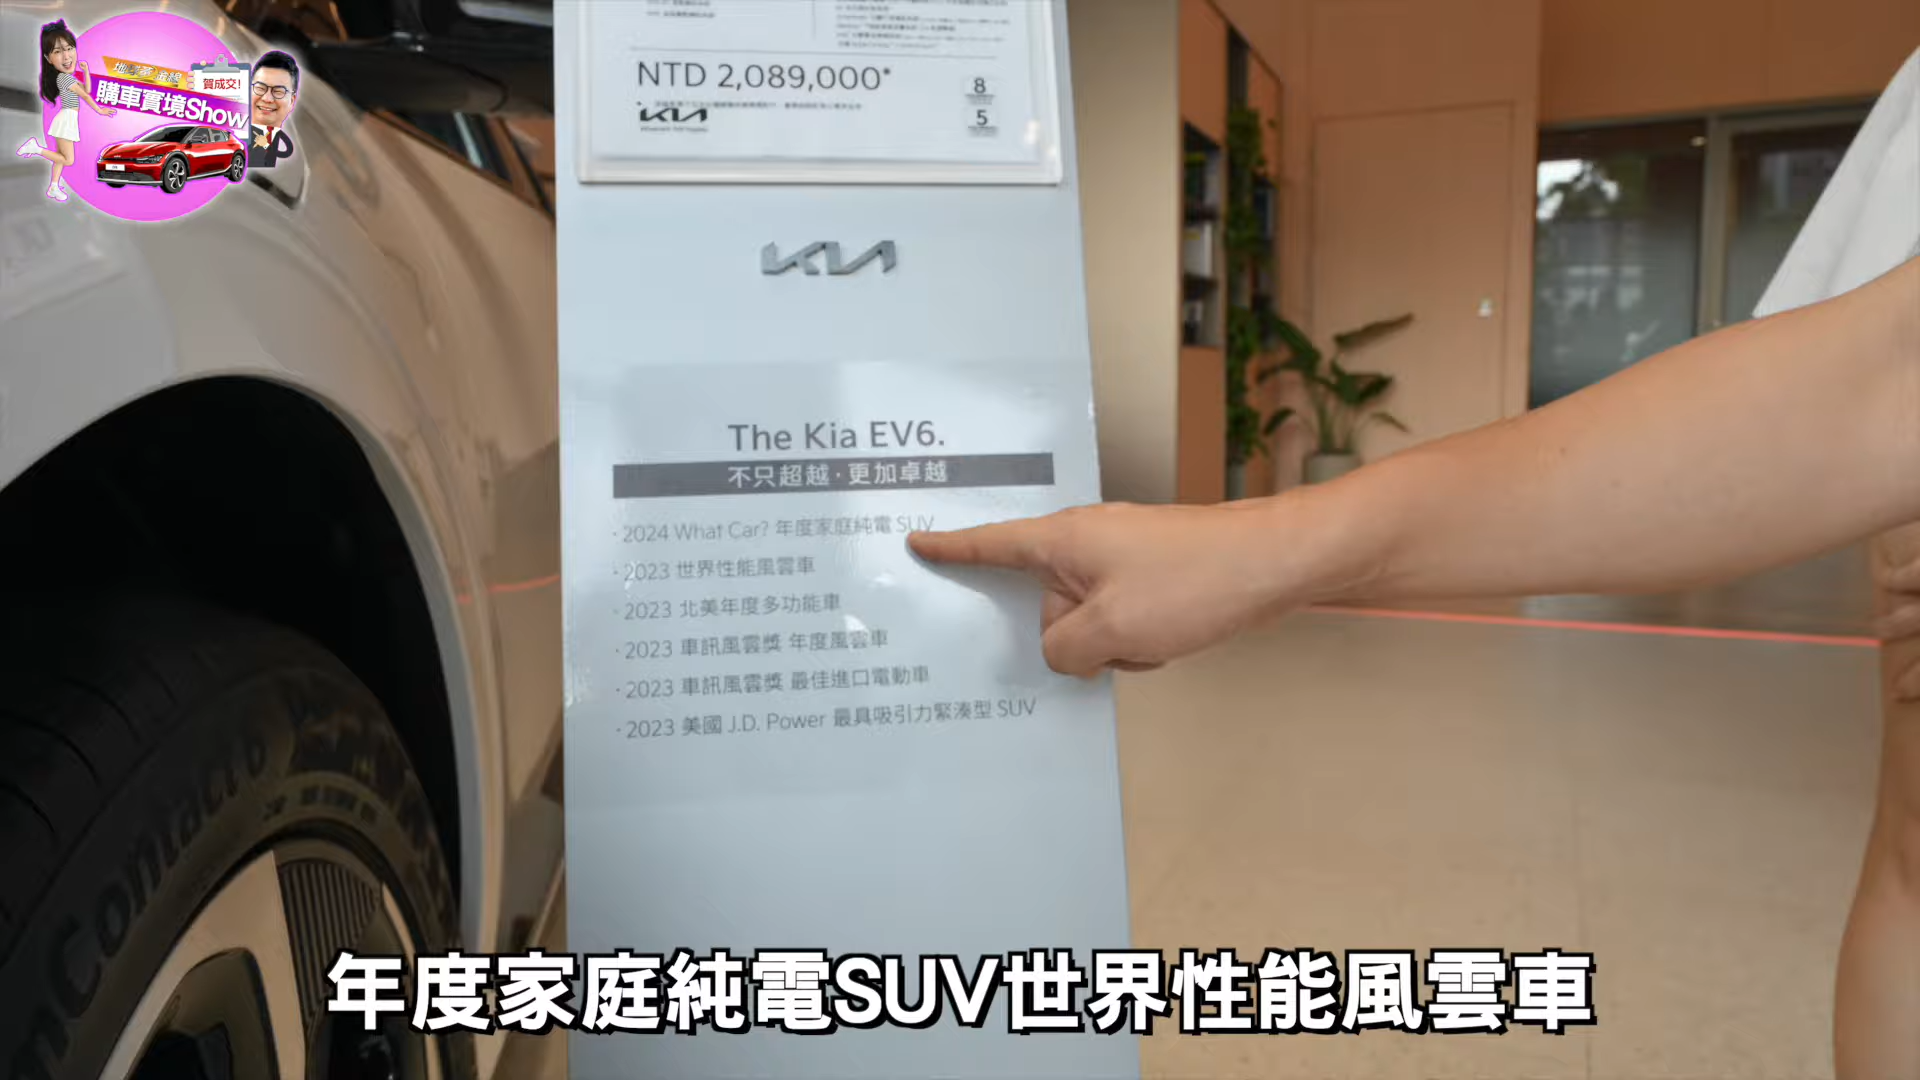 購車實境Show
賀成交!
NTD 2,089,000*
KIA
8
5
KIA
The Kia EV6.
不只超越·更加卓越
·2024 What Car? 年度家庭純電 SUV
·2023 世界性能風雲車
·2023 北美年度多功能車
·2023 車訊風雲獎 年度風雲車
·2023 車訊風雲獎 最佳進口電動車
·2023 美國 J.D. Power 最具吸引力緊湊型 SUV
年度家庭純電SUV世界性能風雲車